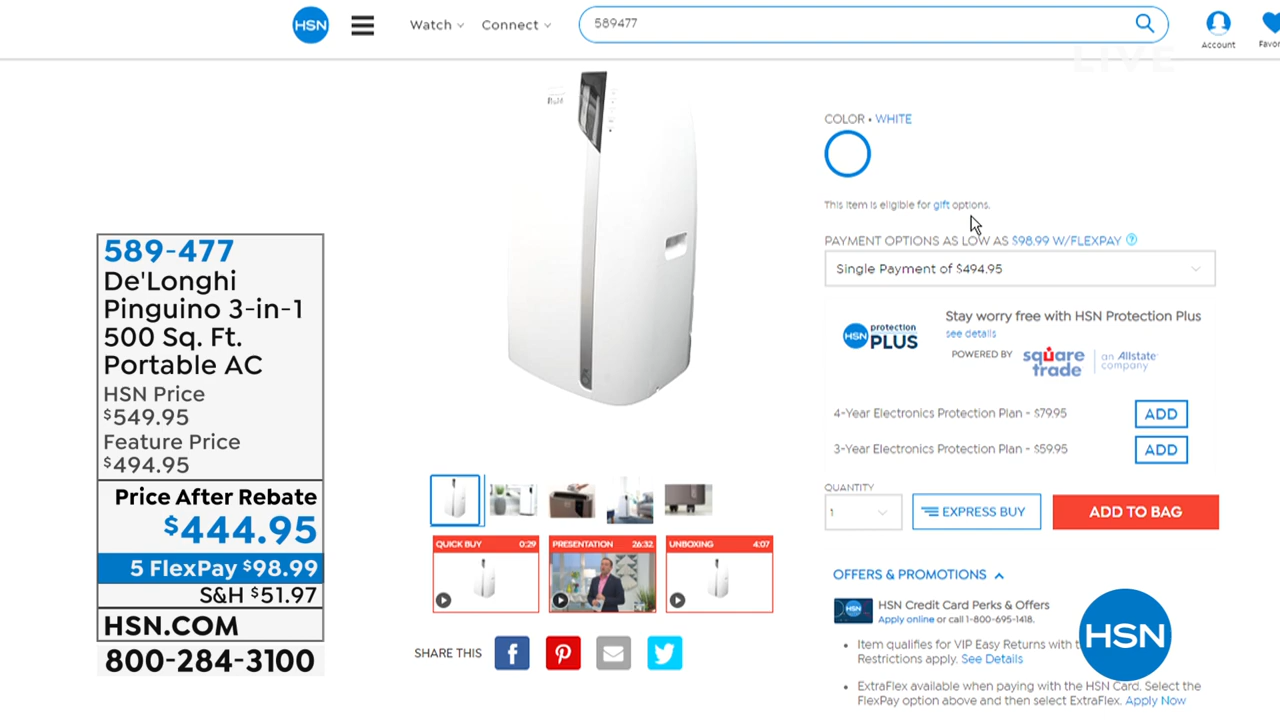 HSN
Watch
Connect
589477
Account
LIVE
COLOR • WHITE
This item is eligible for gift options.
PAYMENT OPTIONS AS LOW AS $98.99 W/FLEXPAY ?
Single Payment of $494.95
HSN protection PLUS
Stay worry free with HSN Protection Plus
see details
POWERED BY square trade | an Allstate company
4-Year Electronics Protection Plan - $79.95 ADD
3-Year Electronics Protection Plan - $59.95 ADD
QUANTITY
1
EXPRESS BUY
ADD TO BAG
OFFERS & PROMOTIONS
HSN
HSN Credit Card Perks & Offers
Apply online or call 1-800-695-1418.
• Item qualifies for VIP Easy Returns with
Restrictions apply. See Details
• ExtraFlex available when paying with the HSN Card. Select the
FlexPay option above and then select ExtraFlex. Apply Now
HSN
589-477
De'Longhi
Pinguino 3-in-1
500 Sq. Ft.
Portable AC
HSN Price
$549.95
Feature Price
$494.95
Price After Rebate
$444.95
5 FlexPay $98.99
S&H $51.97
HSN.COM
800-284-3100
QUICK BUY 0:29
PRESENTATION 26:32
UNBOXING 4:07
SHARE THIS